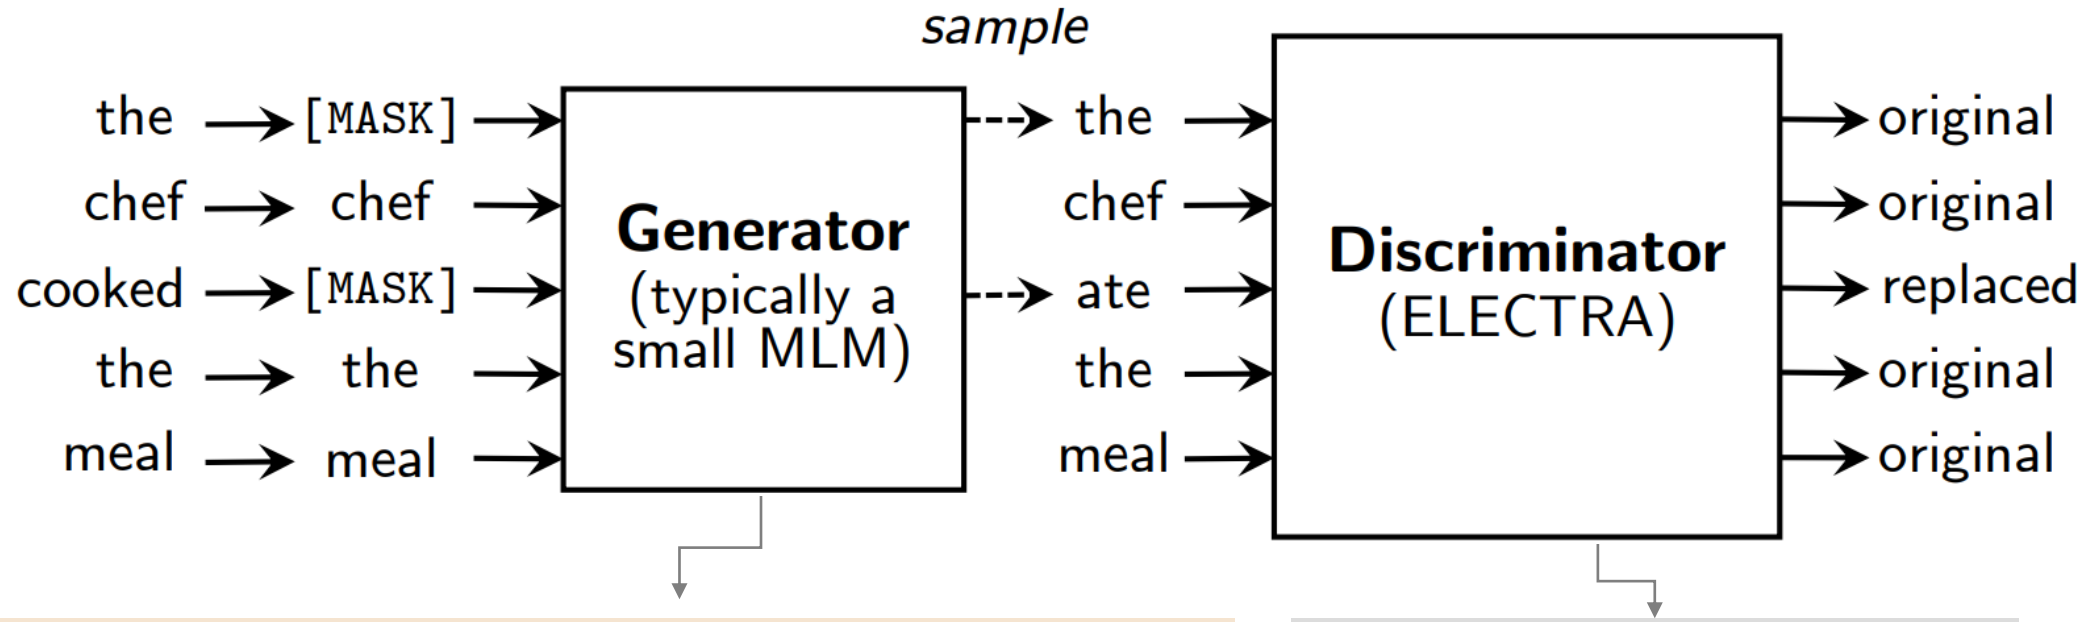 sample
the [MASK] the original
chef chef chef original
cooked [MASK] ate replaced
the the the original
meal meal meal original
Generator
(typically a
small MLM)
Discriminator
(ELECTRA)